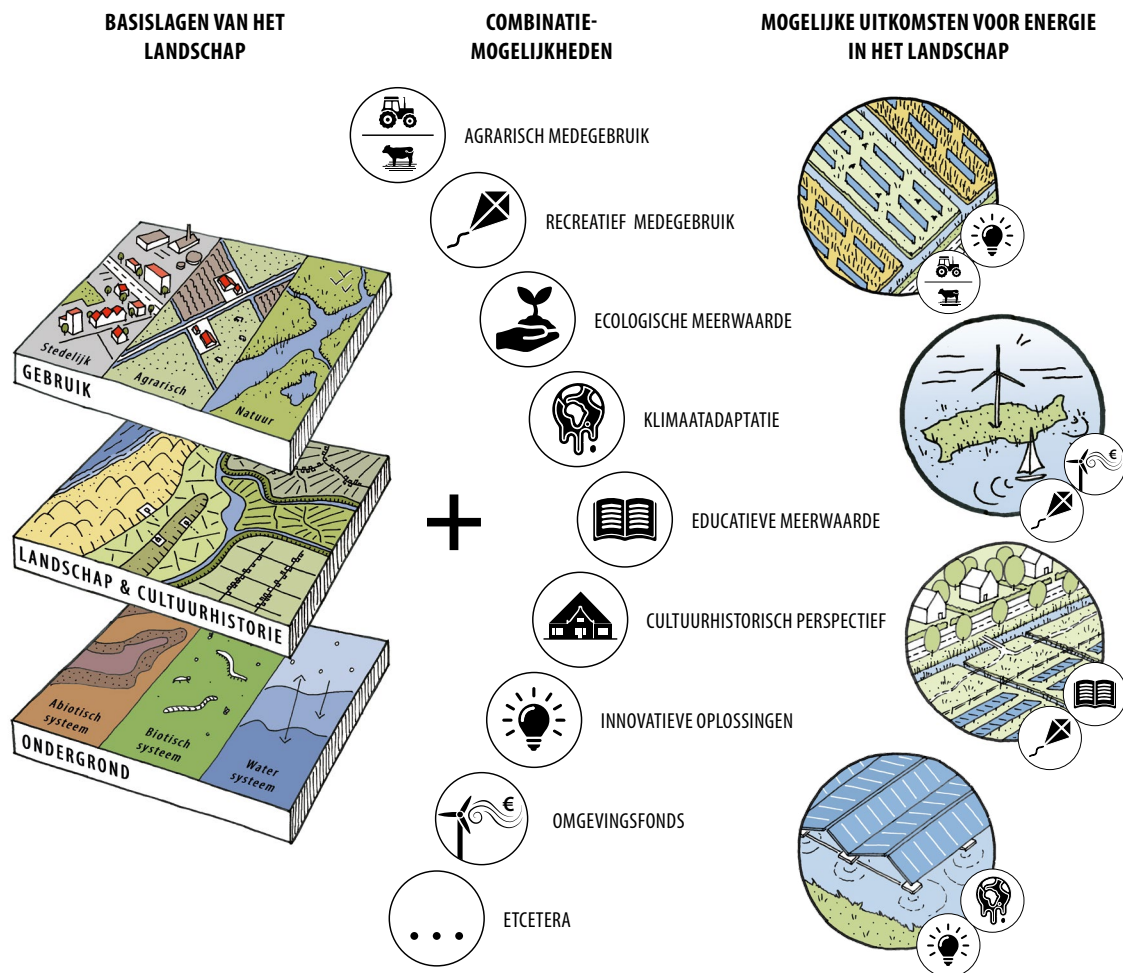 BASISLAGEN VAN HET
LANDSCHAP
Stedelijk
Agrarisch
Natuur
GEBRUIK
LANDSCHAP & CULTUURHISTORIE
Abiotisch
systeem
Biotisch
systeem
Water
systeem
ONDERGROND
+
COMBINATIE-
MOGELIJKHEDEN
AGRARISCH MEDEGEBRUIK
RECREATIEF MEDEGEBRUIK
ECOLOGISCHE MEERWAARDE
KLIMAATADAPTATIE
EDUCATIEVE MEERWAARDE
CULTUURHISTORISCH PERSPECTIEF
INNOVATIEVE OPLOSSINGEN
€
OMGEVINGSFONDS
...
ETCETERA
MOGELIJKE UITKOMSTEN VOOR ENERGIE
IN HET LANDSCHAP
€